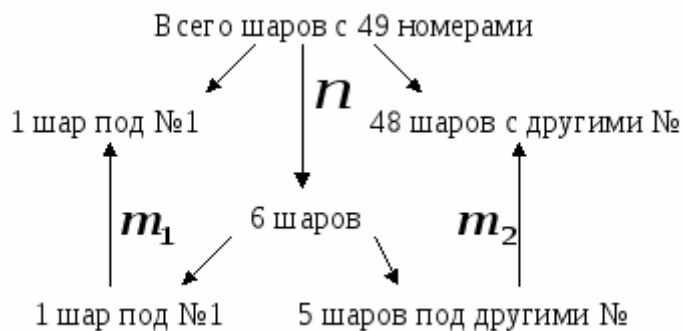 Всего шаров с 49 номерами
n
1 шар под №1
48 шаров с другими №
m₁
6 шаров
m₂
1 шар под №1
5 шаров под другими №